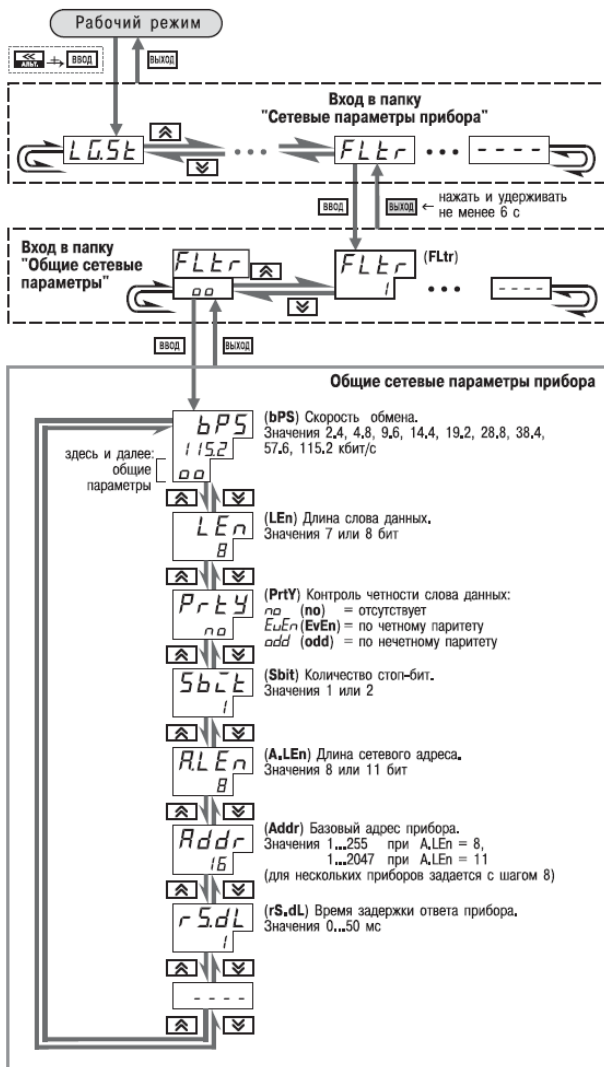 Рабочий режим
<<
АЛЬТ.
ВВОД
ВЫХОД
Вход в папку
"Сетевые параметры прибора"
LG.St
FLtr
- - - -
ВВОД
ВЫХОД
нажать и удерживать
не менее 6 с
Вход в папку
"Общие сетевые
параметры"
FLtr
oo
FLtr
1
(FLtr)
- - - -
ВВОД
ВЫХОД
Общие сетевые параметры прибора
bPS
115.2
oo
(bPS) Скорость обмена.
Значения 2.4, 4.8, 9.6, 14.4, 19.2, 28.8, 38.4,
57.6, 115.2 кбит/с
здесь и далее:
общие
параметры
LEn
8
(LEn) Длина слова данных.
Значения 7 или 8 бит
PrtY
no
(PrtY) Контроль четности слова данных:
no (no) = отсутствует
EvEn (EvEn) = по четному паритету
odd (odd) = по нечетному паритету
Sbit
1
(Sbit) Количество стоп-бит.
Значения 1 или 2
A.LEn
8
(A.LEn) Длина сетевого адреса.
Значения 8 или 11 бит
Addr
16
(Addr) Базовый адрес прибора.
Значения 1...255 при A.LEn = 8,
1...2047 при A.LEn = 11
(для нескольких приборов задается с шагом 8)
rS.dL
1
(rS.dL) Время задержки ответа прибора.
Значения 0...50 мс
- - - -